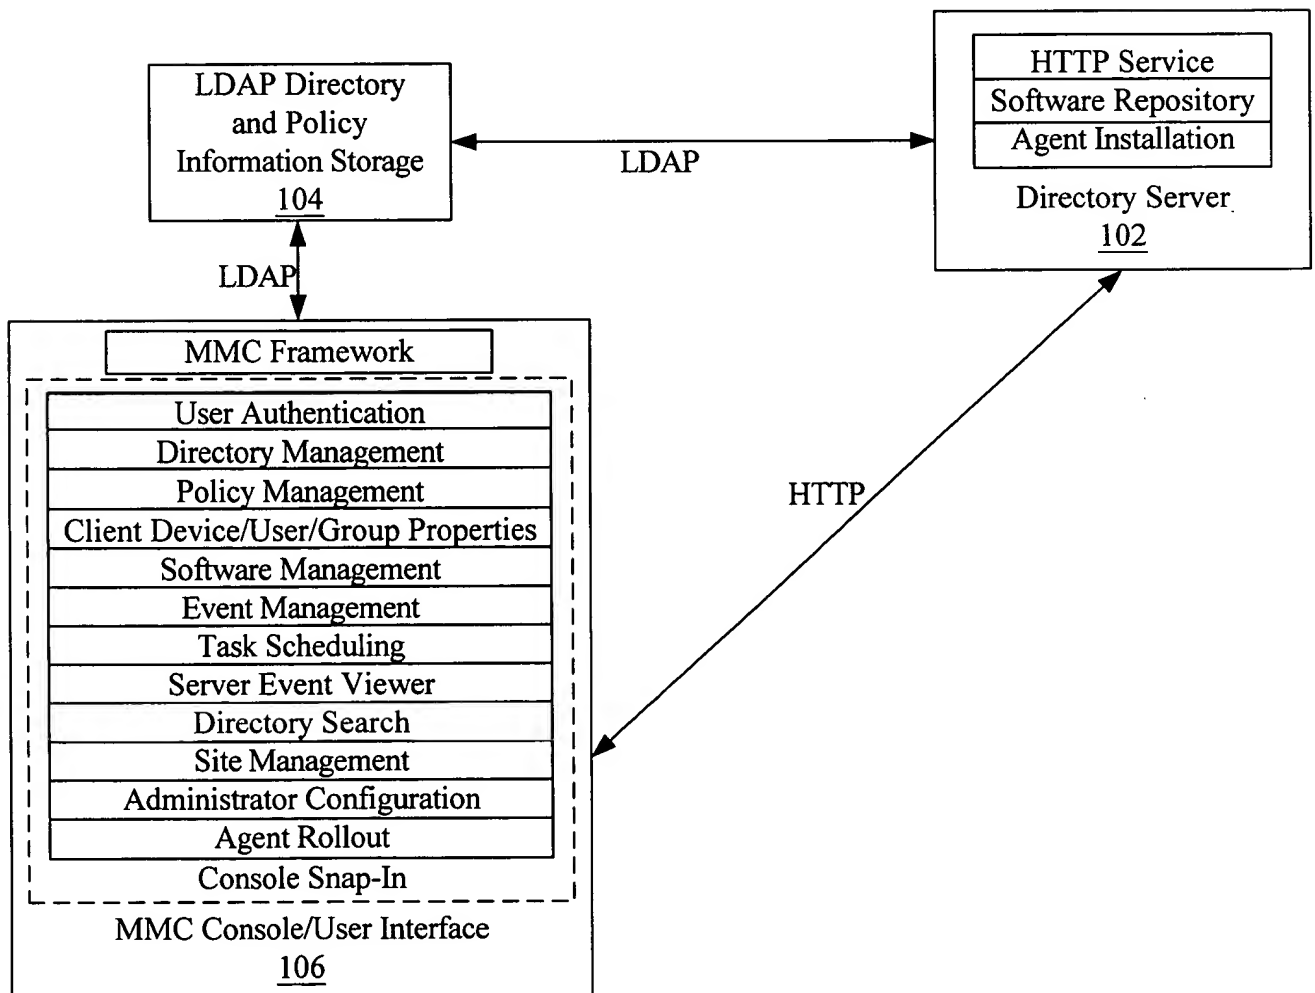 LDAP Directory
and Policy
Information Storage
104
LDAP
HTTP Service
Software Repository
Agent Installation
Directory Server
102
LDAP
MMC Framework
User Authentication
Directory Management
Policy Management
Client Device/User/Group Properties
Software Management
Event Management
Task Scheduling
Server Event Viewer
Directory Search
Site Management
Administrator Configuration
Agent Rollout
Console Snap-In
MMC Console/User Interface
106
HTTP